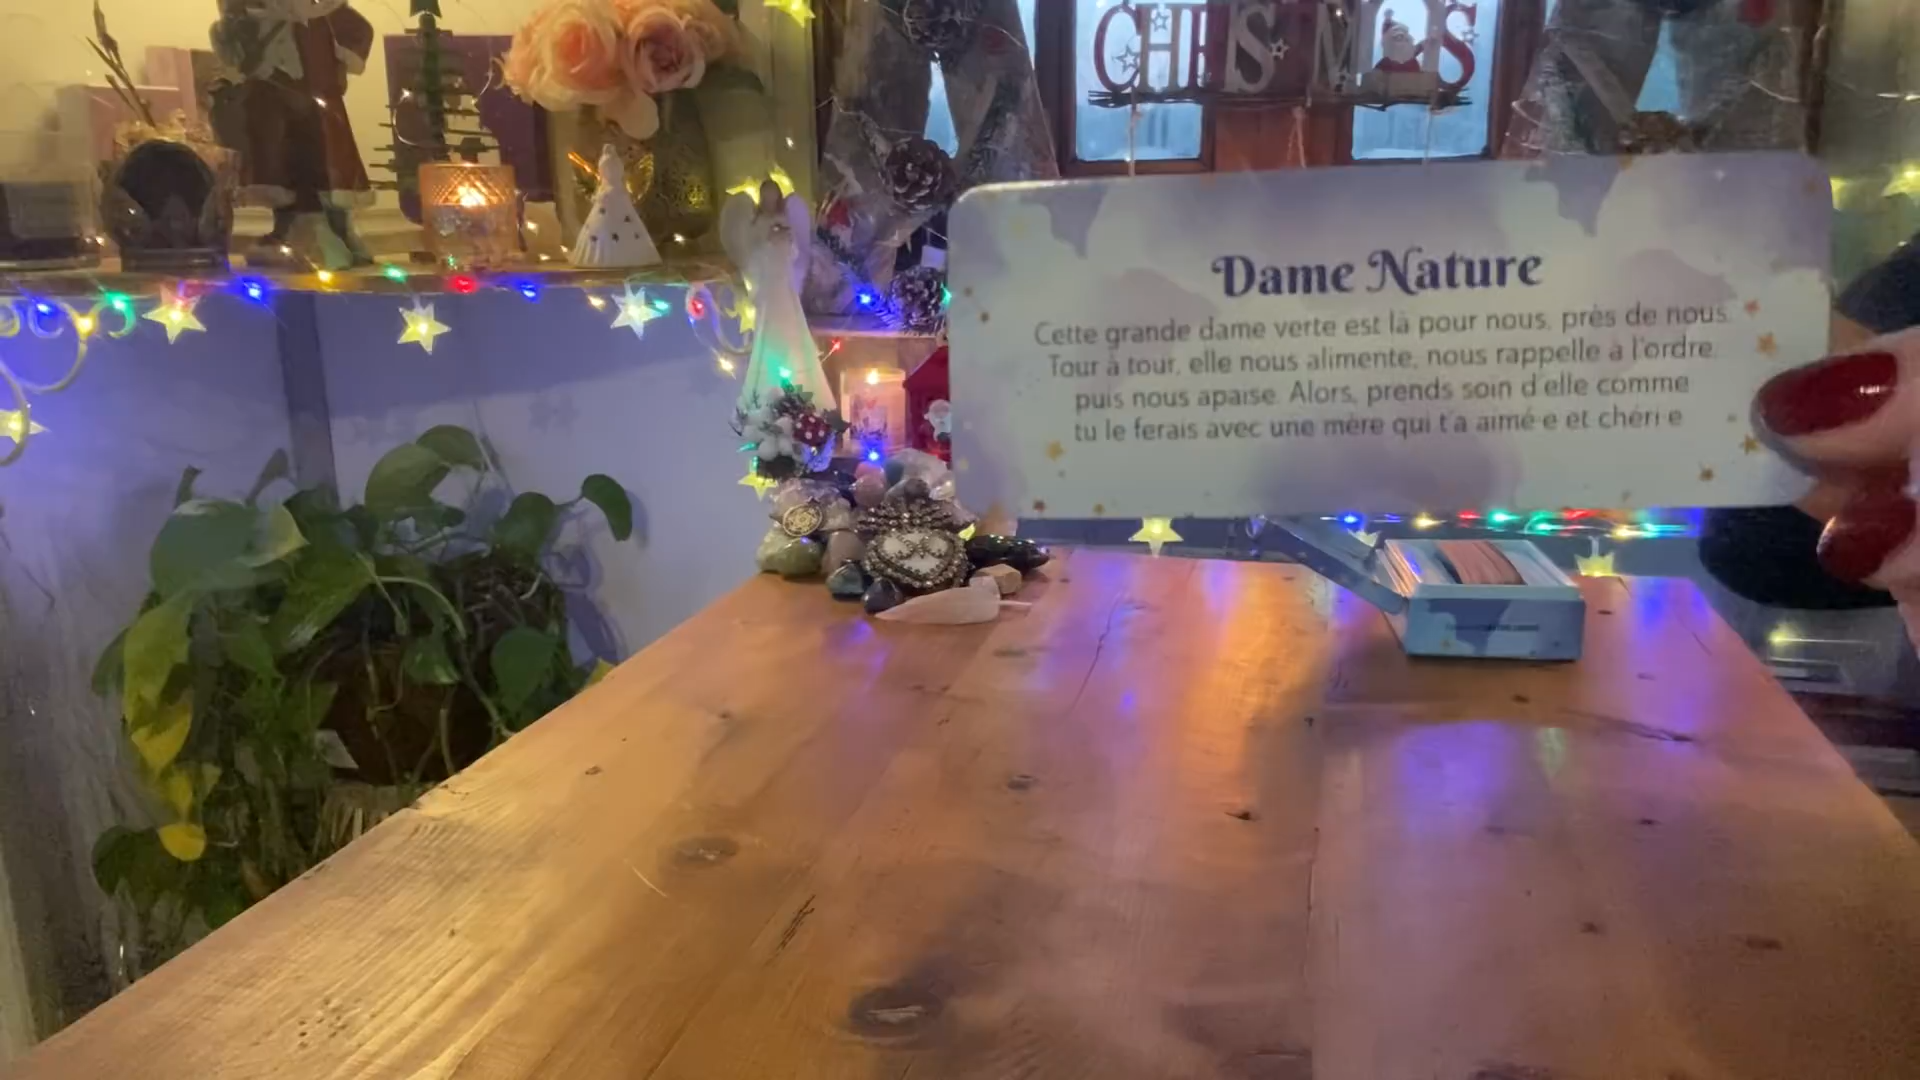 CHRISTMAS
Dame Nature
Cette grande dame verte est là pour nous, près de nous.
Tour à tour, elle nous alimente, nous rappelle à l'ordre,
puis nous apaise. Alors, prends soin d'elle comme
tu le ferais avec une mère qui t'a aimé·e et chéri·e